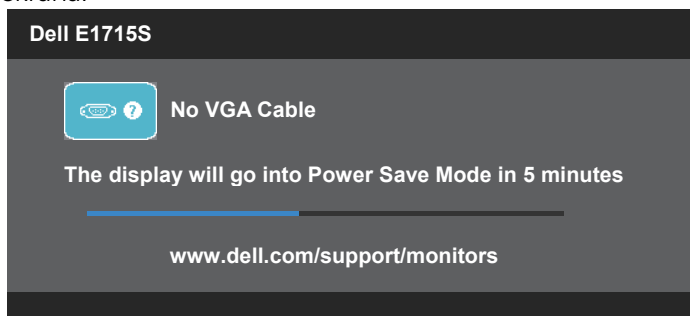 Dell E1715S
? No VGA Cable
The display will go into Power Save Mode in 5 minutes
www.dell.com/support/monitors